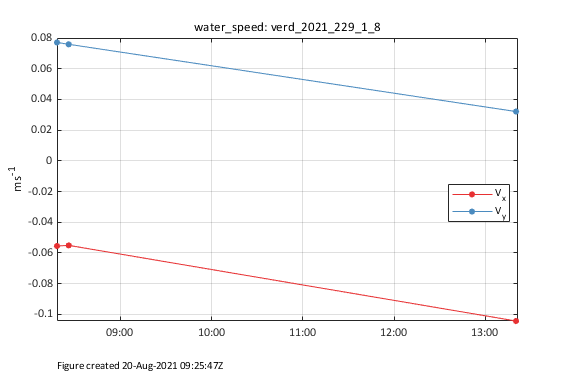 water_speed: verd_2021_229_1_8
0.08
0.06
0.04
0.02
0
-0.02
-0.04
-0.06
-0.08
-0.1
ms⁻¹
Vₓ
V_y
09:00 10:00 11:00 12:00 13:00
Figure created 20-Aug-2021 09:25:47Z